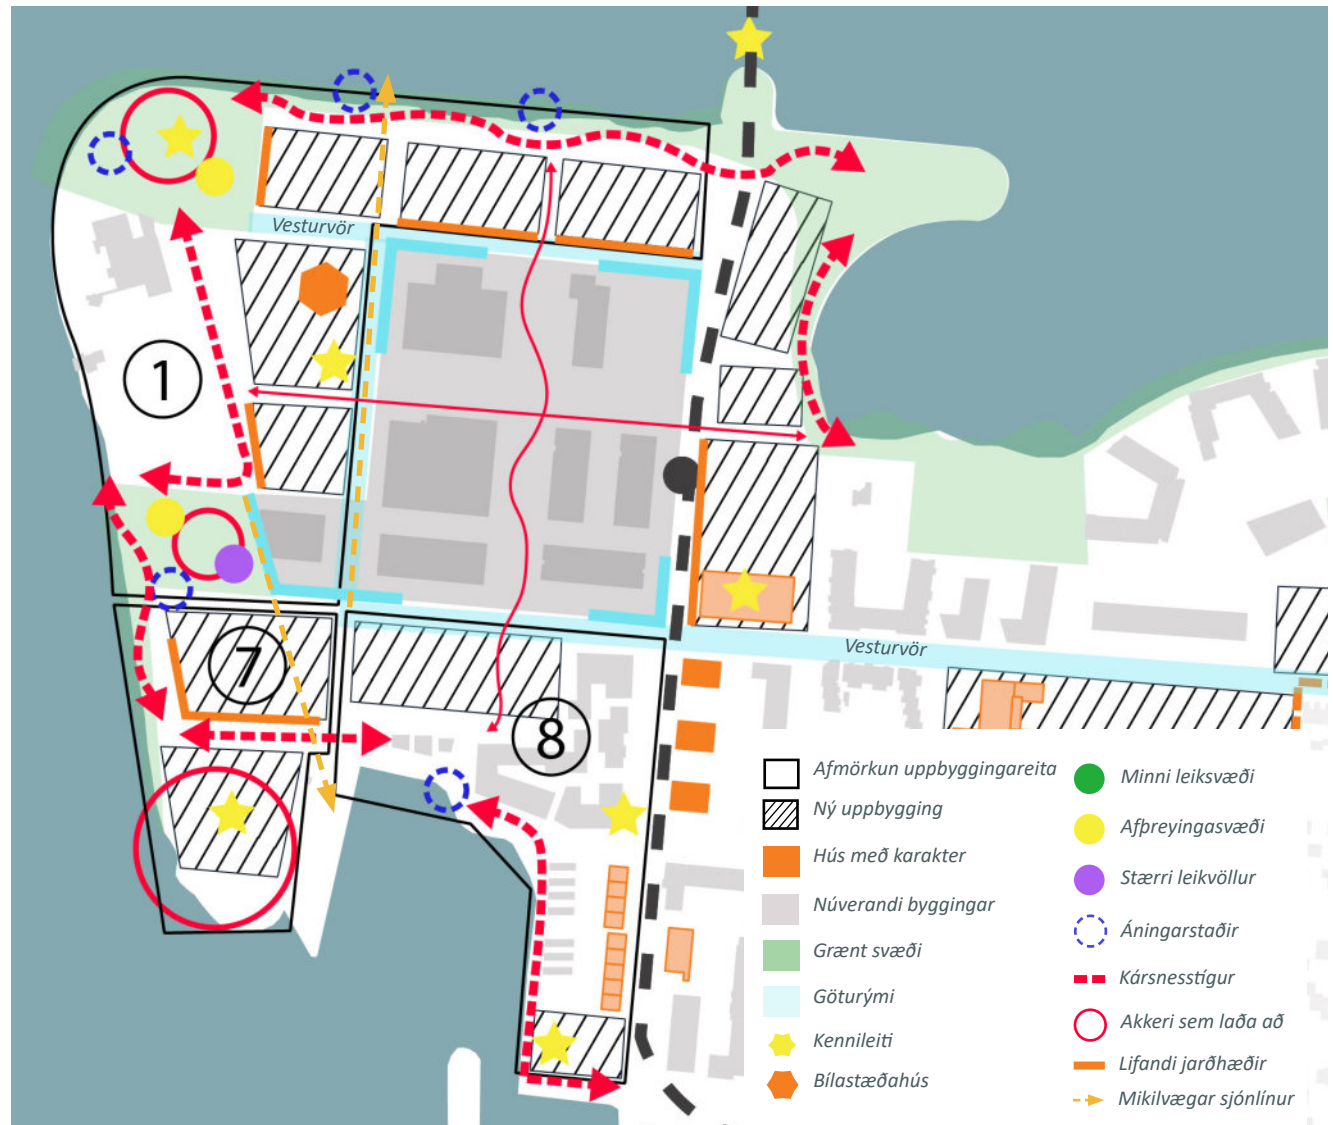 Vesturvör
1
7
Vesturvör
8
Afmörkun uppbyggingareita
Ný uppbygging
Hús með karakter
Núverandi byggingar
Grænt svæði
Göturými
Kennileiti
Bílastæðahús
Minni leiksvæði
Afþreyingasvæði
Stærri leikvöllur
Áningarstaðir
Kársnesstígur
Akkeri sem laða að
Lifandi jarðhæðir
Mikilvægar sjónlínur